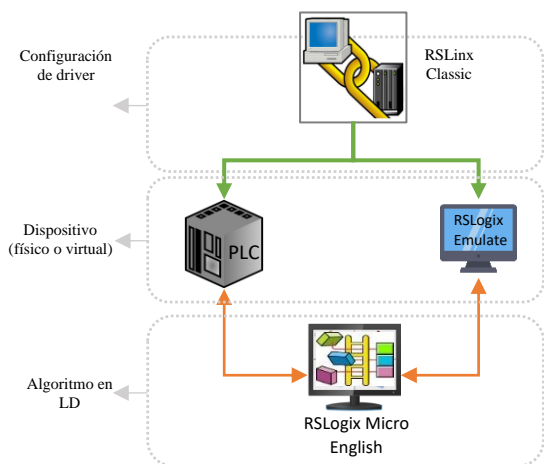 Configuración
de driver
RSLinx
Classic
Dispositivo
(físico o virtual)
PLC
RSLogix
Emulate
Algoritmo en
LD
RSLogix Micro
English